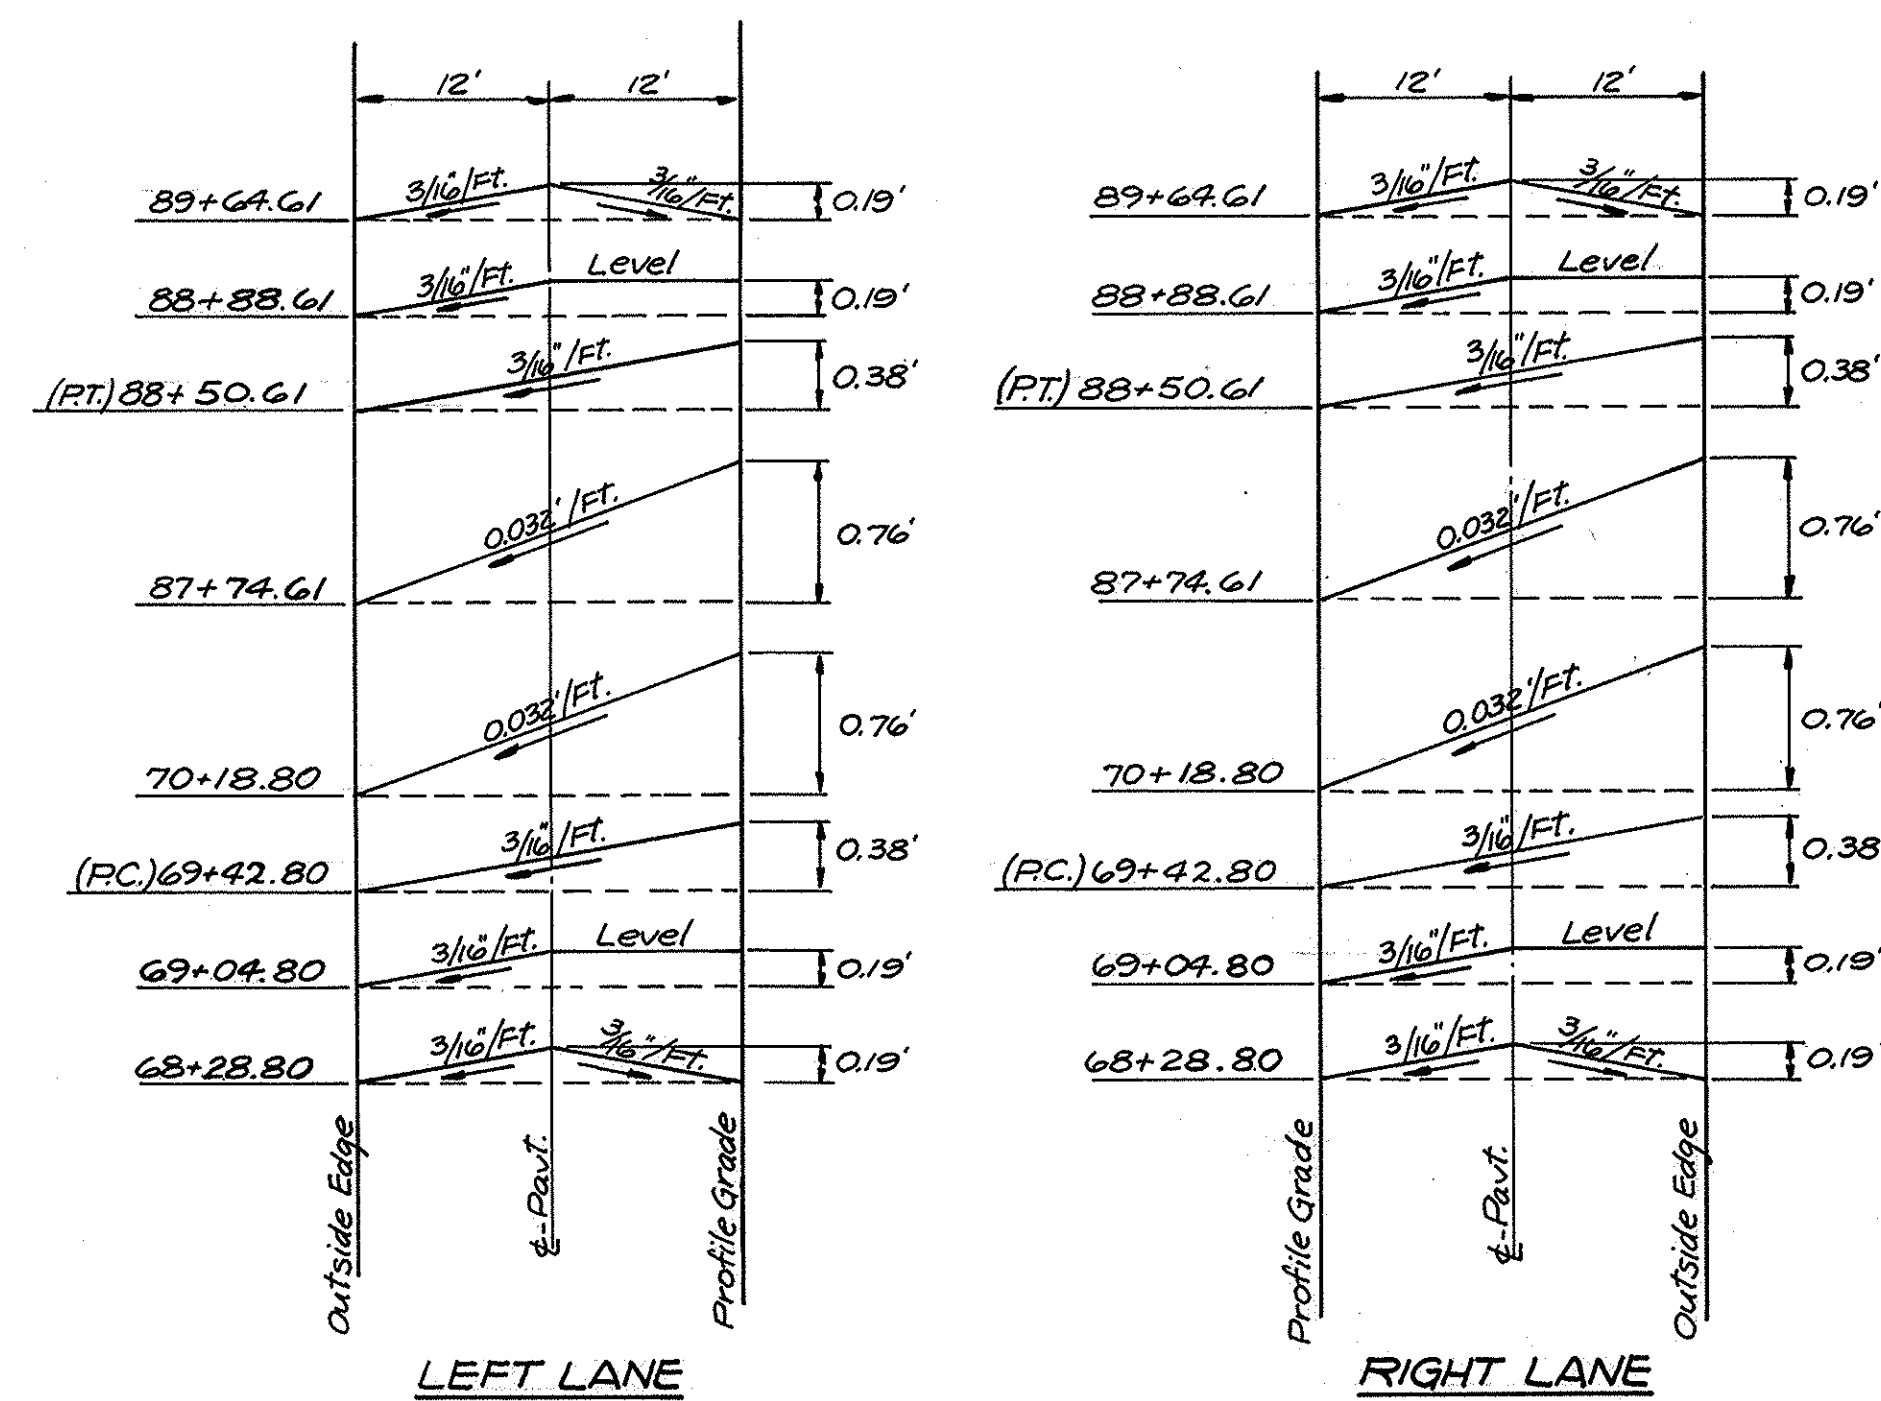 12' 12'
89+64.61 3/16"/Ft. 3/16"/Ft. 0.19'
88+88.61 3/16"/Ft. Level 0.19'
(P.T.) 88+50.61 3/16"/Ft. 0.38'
87+74.61 0.032'/Ft. 0.76'
70+18.80 0.032'/Ft. 0.76'
(P.C.) 69+42.80 3/16"/Ft. 0.38'
69+04.80 3/16"/Ft. Level 0.19'
68+28.80 3/16"/Ft. 3/16"/Ft. 0.19'
Outside Edge
℄-Pavt.
Profile Grade
LEFT LANE
12' 12'
89+64.61 3/16"/Ft. 3/16"/Ft. 0.19'
88+88.61 3/16"/Ft. Level 0.19'
(P.T.) 88+50.61 3/16"/Ft. 0.38'
87+74.61 0.032'/Ft. 0.76'
70+18.80 0.032'/Ft. 0.76'
(P.C.) 69+42.80 3/16"/Ft. 0.38
69+04.80 3/16"/Ft. Level 0.19'
68+28.80 3/16"/Ft. 3/16"/Ft. 0.19
Profile Grade
℄-Pavt.
Outside Edge
RIGHT LANE